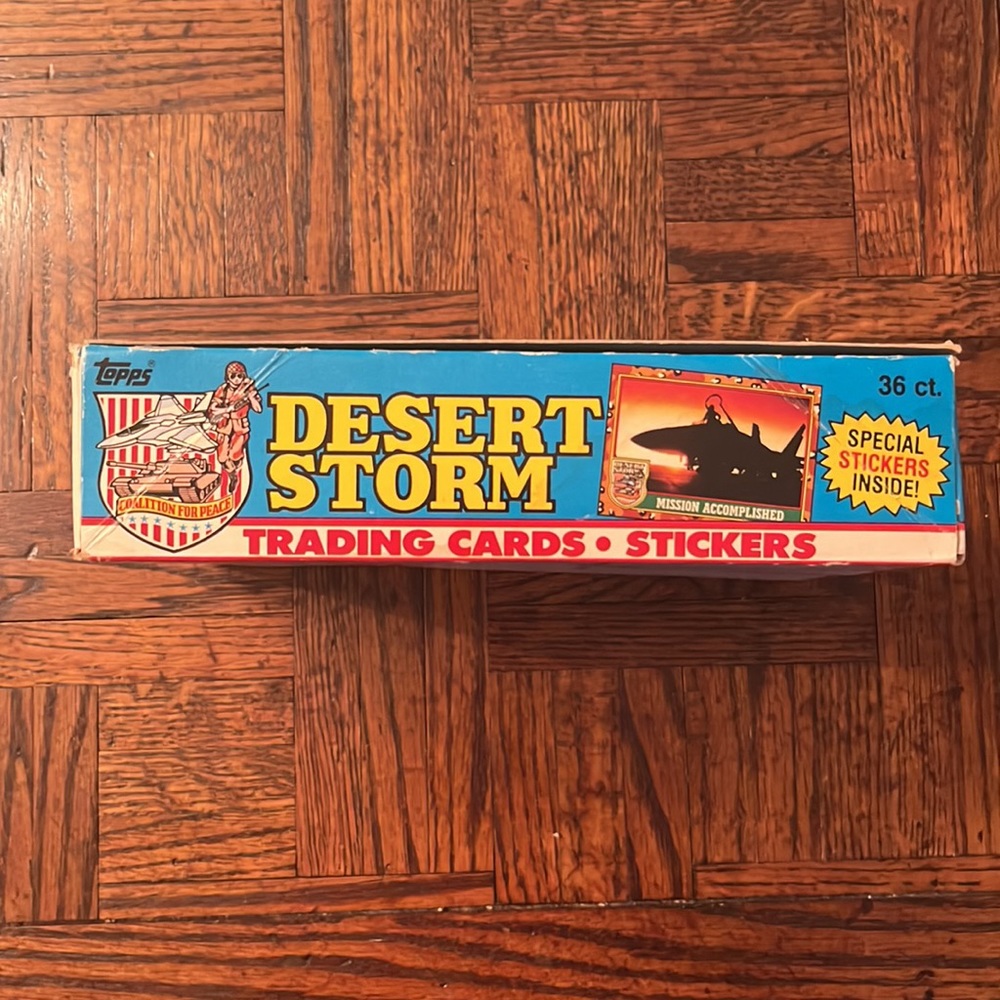 Topps®
DESERT
STORM
COALITION FOR PEACE
TRADING CARDS • STICKERS
MISSION ACCOMPLISHED
36 ct.
SPECIAL
STICKERS
INSIDE!